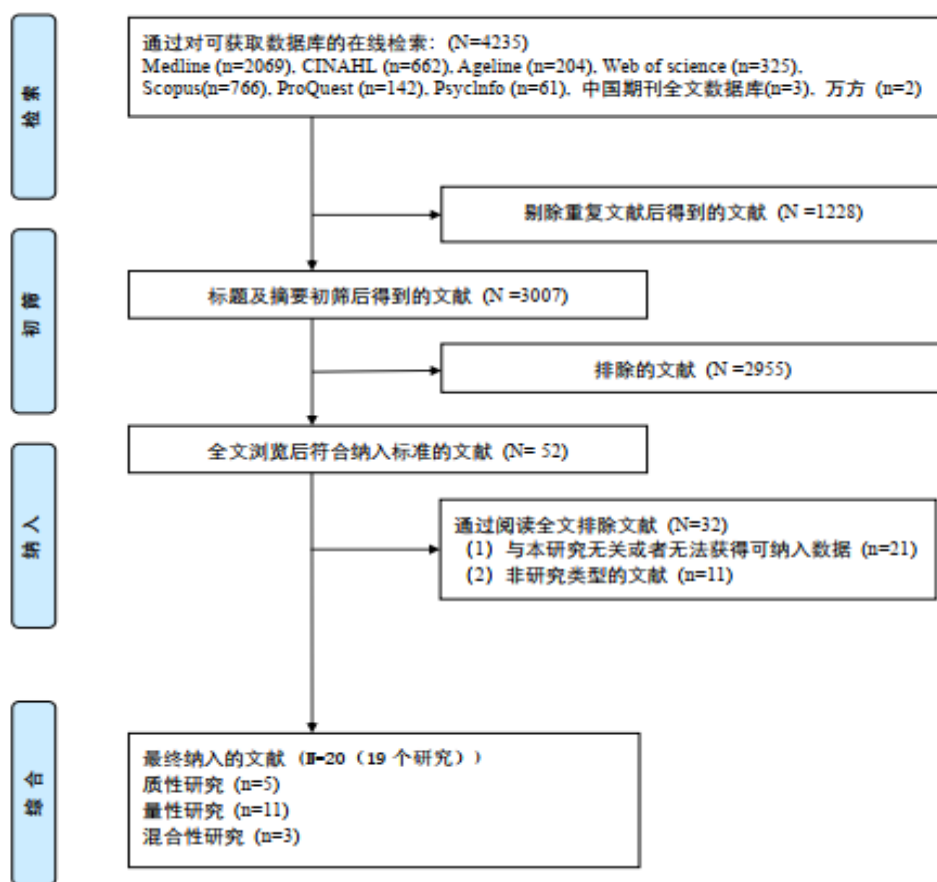 检索
通过对可获取数据库的在线检索：(N=4235)
Medline (n=2069), CINAHL (n=662), Ageline (n=204), Web of science (n=325),
Scopus(n=766), ProQuest (n=142), PsycInfo (n=61), 中国期刊全文数据库(n=3), 万方 (n=2)
剔除重复文献后得到的文献 (N =1228)
初筛
标题及摘要初筛后得到的文献 (N =3007)
排除的文献 (N =2955)
纳入
全文浏览后符合纳入标准的文献 (N= 52)
通过阅读全文排除文献 (N=32)
(1) 与本研究无关或者无法获得可纳入数据 (n=21)
(2) 非研究类型的文献 (n=11)
综合
最终纳入的文献 (N=20（19 个研究）)
质性研究 (n=5)
量性研究 (n=11)
混合性研究 (n=3)